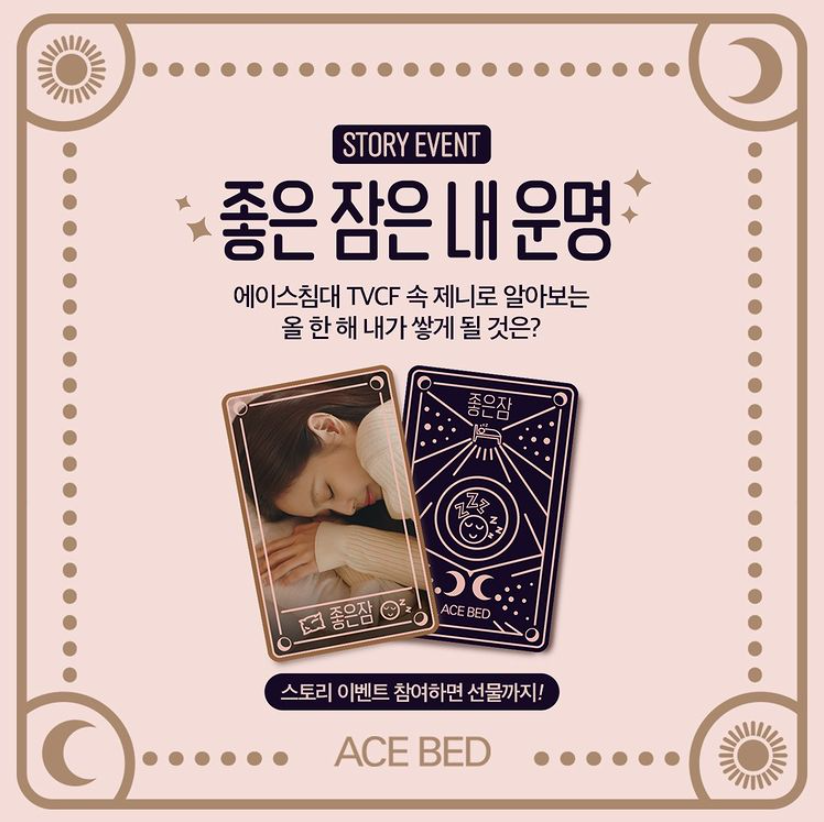 STORY EVENT
좋은 잠은 내 운명
에이스침대 TVCF 속 제니로 알아보는
올 한 해 내가 쌓게 될 것은?
좋은잠
좋은잠
zzz
zzz
ACE BED
스토리 이벤트 참여하면 선물까지!
ACE BED